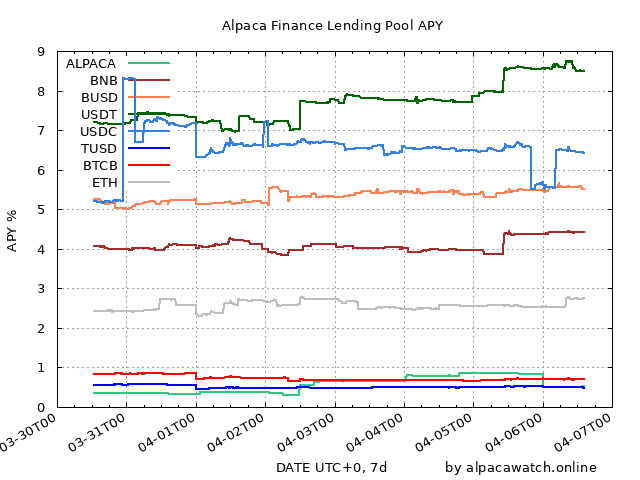 Alpaca Finance Lending Pool APY
APY %
9
8
7
6
5
4
3
2
1
0
ALPACA
BNB
BUSD
USDT
USDC
TUSD
BTCB
ETH
03-30T00
03-31T00
04-01T00
04-02T00
04-03T00
04-04T00
04-05T00
04-06T00
04-07T00
DATE UTC+0, 7d
by alpacawatch.online